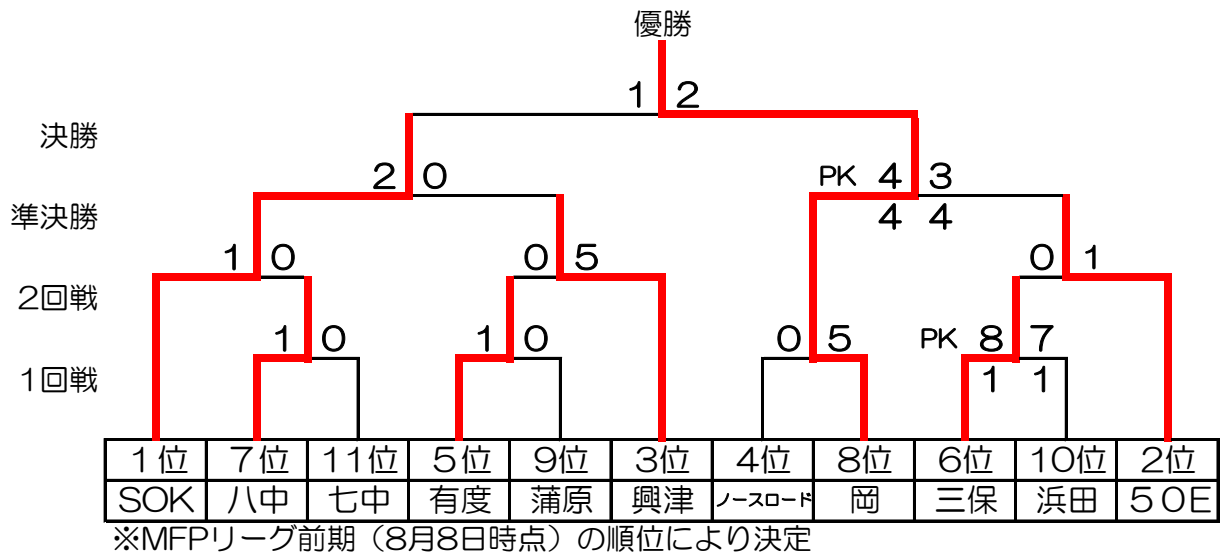 優勝
1 2
決勝
2 0 PK 4 3
準決勝 4 4
1 0 0 5 0 1
2回戦
1 0 1 0 0 5 PK 8 7
1回戦 1 1
1位 7位 11位 5位 9位 3位 4位 8位 6位 10位 2位
SOK 八中 七中 有度 蒲原 興津 ノースロード 岡 三保 浜田 50E
※MFPリーグ前期（8月8日時点）の順位により決定